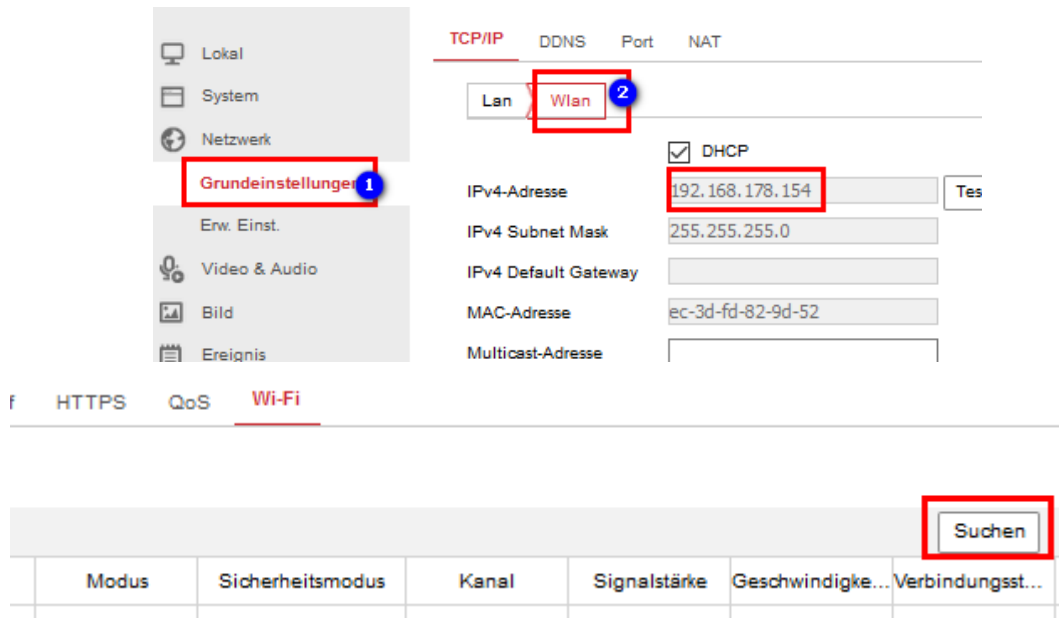 TCP/IP DDNS Port NAT
Lokal
System
Lan Wlan 2
Netzwerk
DHCP
Grundeinstellungen 1
IPv4-Adresse 192.168.178.154 Tes
Erw. Einst.
IPv4 Subnet Mask 255.255.255.0
Video & Audio
IPv4 Default Gateway
Bild
MAC-Adresse ec-3d-fd-82-9d-52
Ereignis
Multicast-Adresse
f HTTPS QoS Wi-Fi
Suchen
Modus Sicherheitsmodus Kanal Signalstärke Geschwindigke... Verbindungsst...